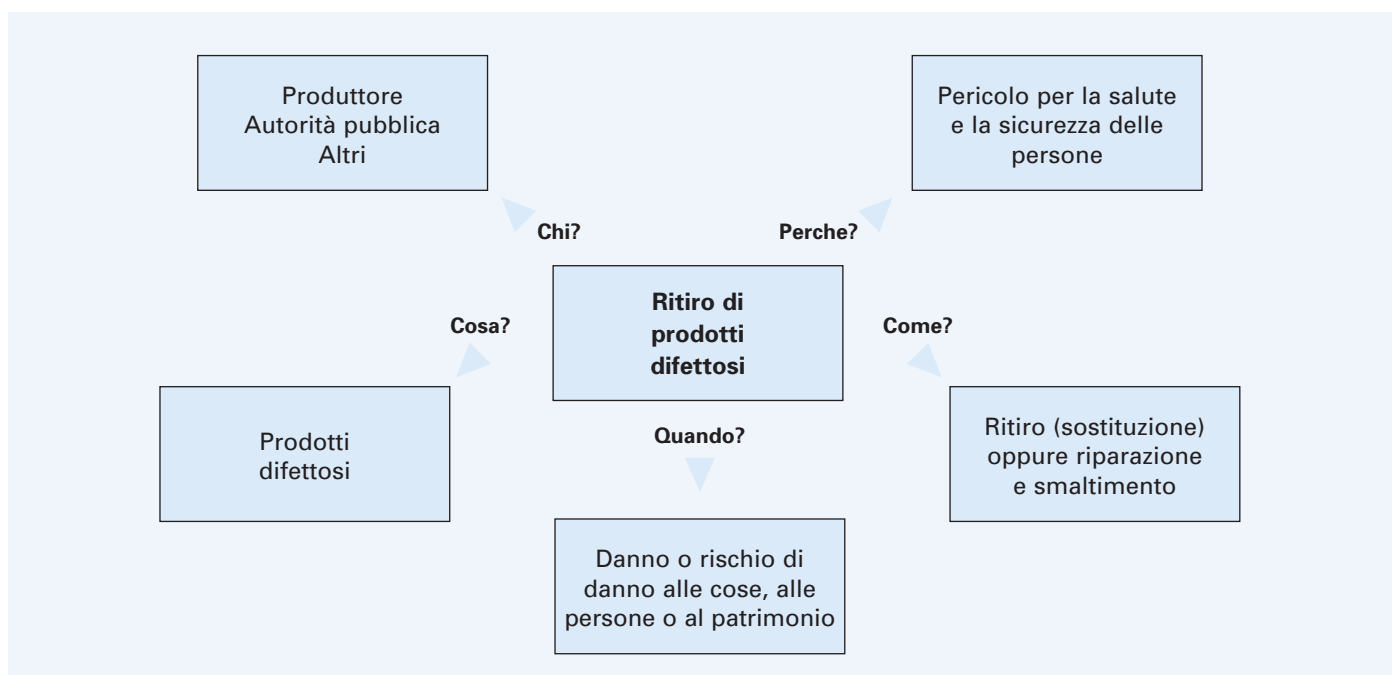 Produttore
Autorità pubblica
Altri
Pericolo per la salute
e la sicurezza delle
persone
Chi?
Perche?
Ritiro di
prodotti
difettosi
Cosa?
Come?
Prodotti
difettosi
Quando?
Ritiro (sostituzione)
oppure riparazione
e smaltimento
Danno o rischio di
danno alle cose, alle
persone o al patrimonio